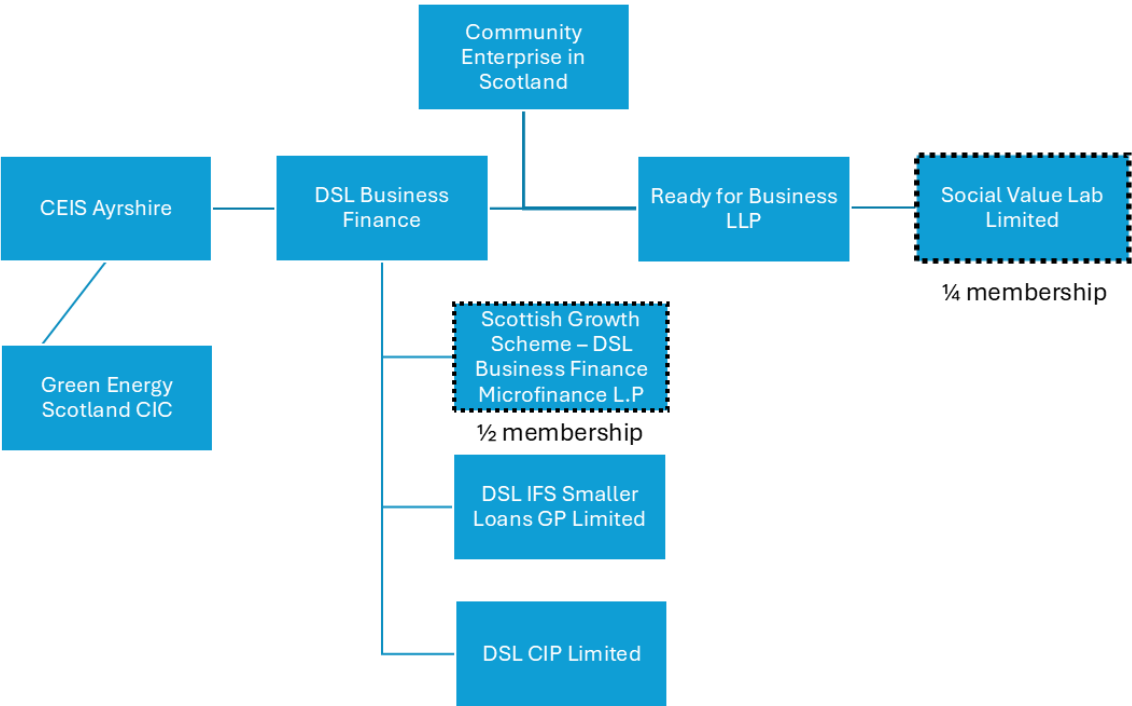 Community
Enterprise in
Scotland
CEIS Ayrshire
DSL Business
Finance
Ready for Business
LLP
Social Value Lab
Limited
¼ membership
Scottish Growth
Scheme – DSL
Business Finance
Microfinance L.P
½ membership
Green Energy
Scotland CIC
DSL IFS Smaller
Loans GP Limited
DSL CIP Limited